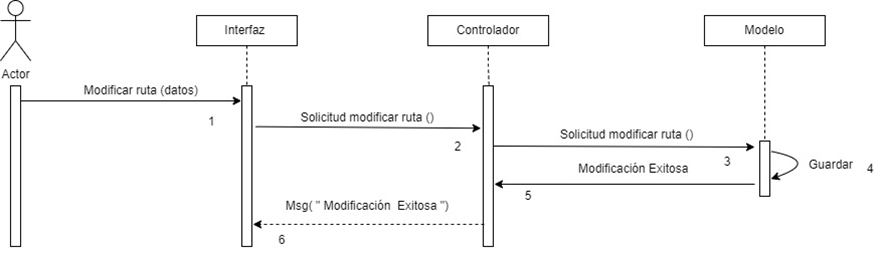 Interfaz
Controlador
Modelo
Actor
Modificar ruta (datos)
1
Solicitud modificar ruta ()
2
Solicitud modificar ruta ()
3
Guardar
4
Modificación Exitosa
5
Msg( " Modificación  Exitosa ")
6